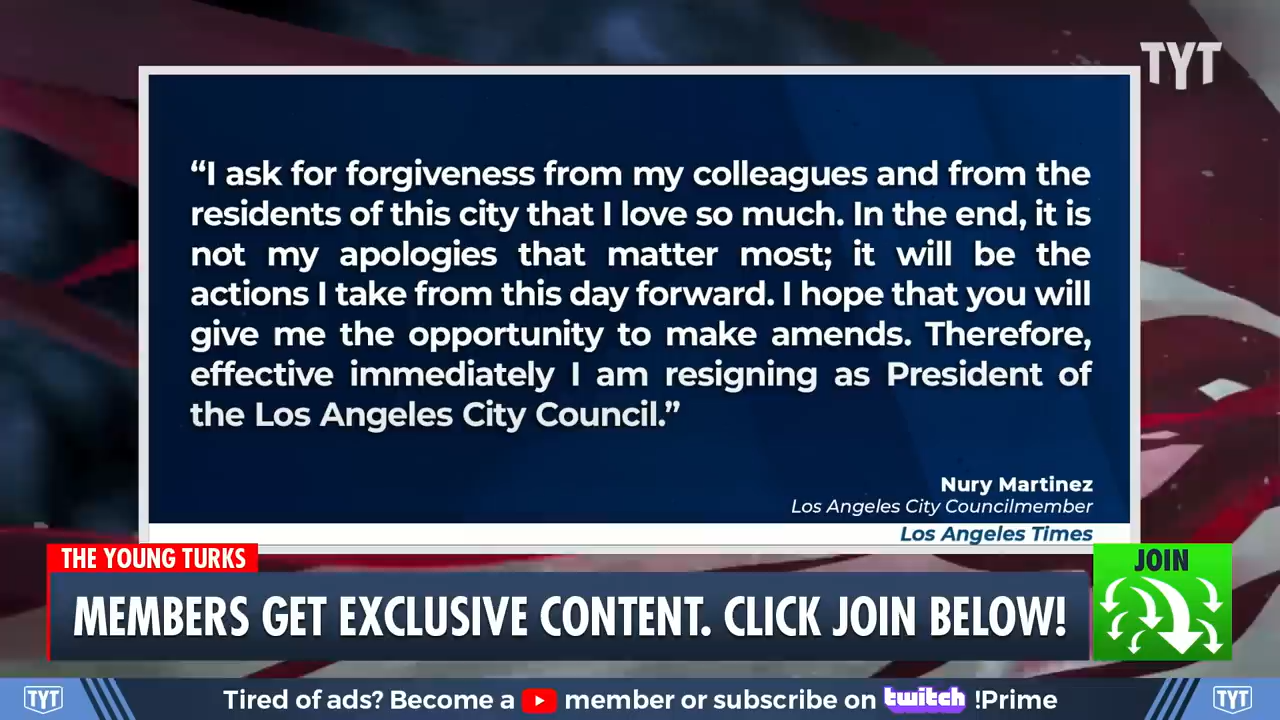 TYT
“I ask for forgiveness from my colleagues and from the
residents of this city that I love so much. In the end, it is
not my apologies that matter most; it will be the
actions I take from this day forward. I hope that you will
give me the opportunity to make amends. Therefore,
effective immediately I am resigning as President of
the Los Angeles City Council.”
Nury Martinez
Los Angeles City Councilmember
Los Angeles Times
THE YOUNG TURKS
JOIN
MEMBERS GET EXCLUSIVE CONTENT. CLICK JOIN BELOW!
TYT
Tired of ads? Become a member or subscribe on twitch !Prime
TYT